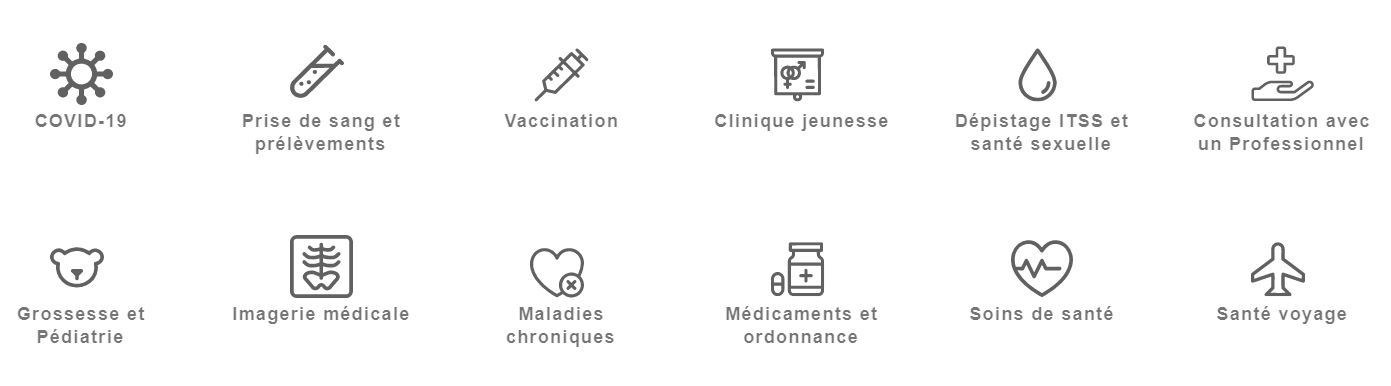 COVID-19
Prise de sang et
prélèvements
Vaccination
Clinique jeunesse
Dépistage ITSS et
santé sexuelle
Consultation avec
un Professionnel
Grossesse et
Pédiatrie
Imagerie médicale
Maladies
chroniques
Médicaments et
ordonnance
Soins de santé
Santé voyage